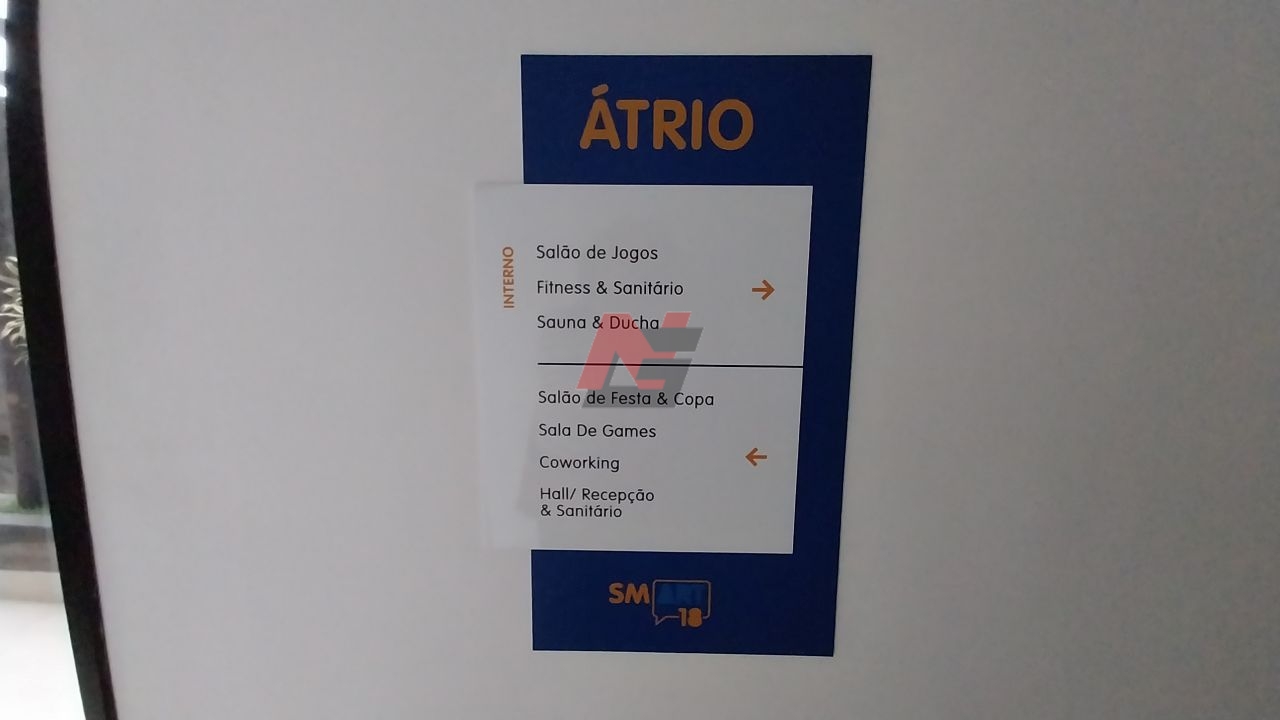 ÁTRIO
INTERNO
Salão de Jogos
Fitness & Sanitário
Sauna & Ducha
Salão de Festa & Copa
Sala De Games
Coworking
Hall/ Recepção
& Sanitário
SMART
18